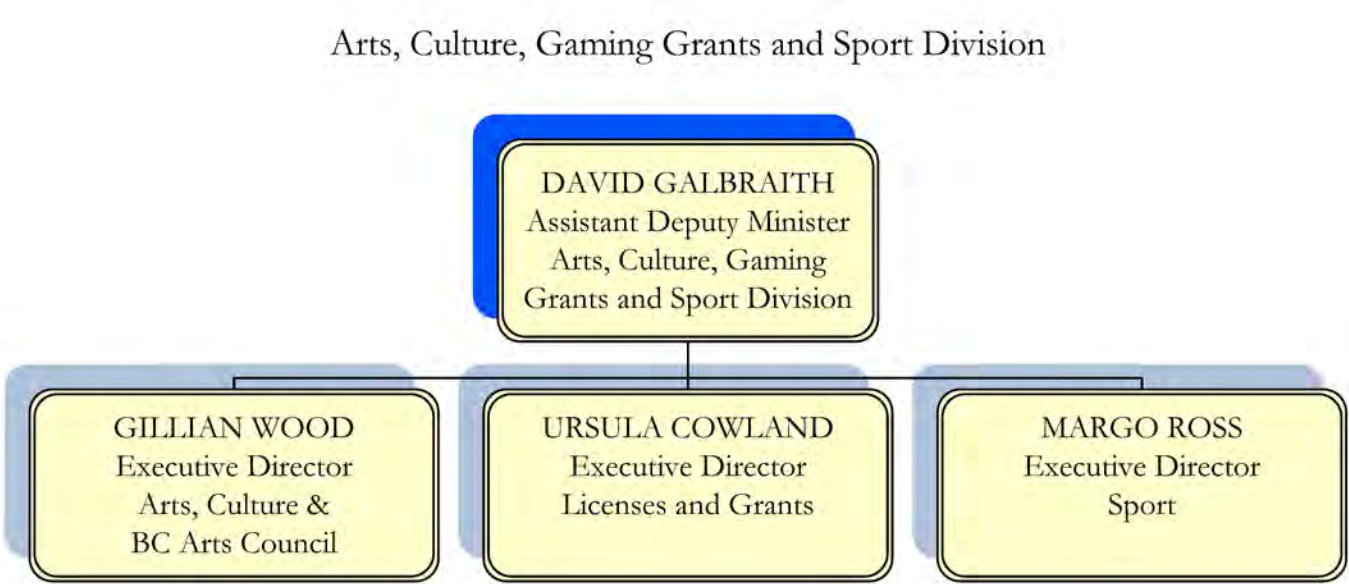 Arts, Culture, Gaming Grants and Sport Division
DAVID GALBRAITH
Assistant Deputy Minister
Arts, Culture, Gaming
Grants and Sport Division
GILLIAN WOOD
Executive Director
Arts, Culture &
BC Arts Council
URSULA COWLAND
Executive Director
Licenses and Grants
MARGO ROSS
Executive Director
Sport